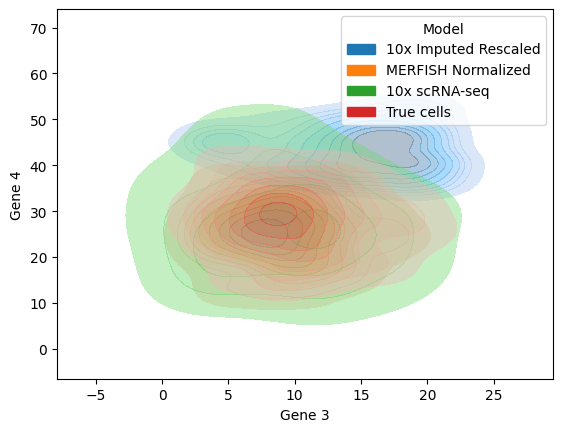 Model
10x Imputed Rescaled
MERFISH Normalized
10x scRNA-seq
True cells
70
60
50
40
30
20
10
0
Gene 4
−5
0
5
10
15
20
25
Gene 3